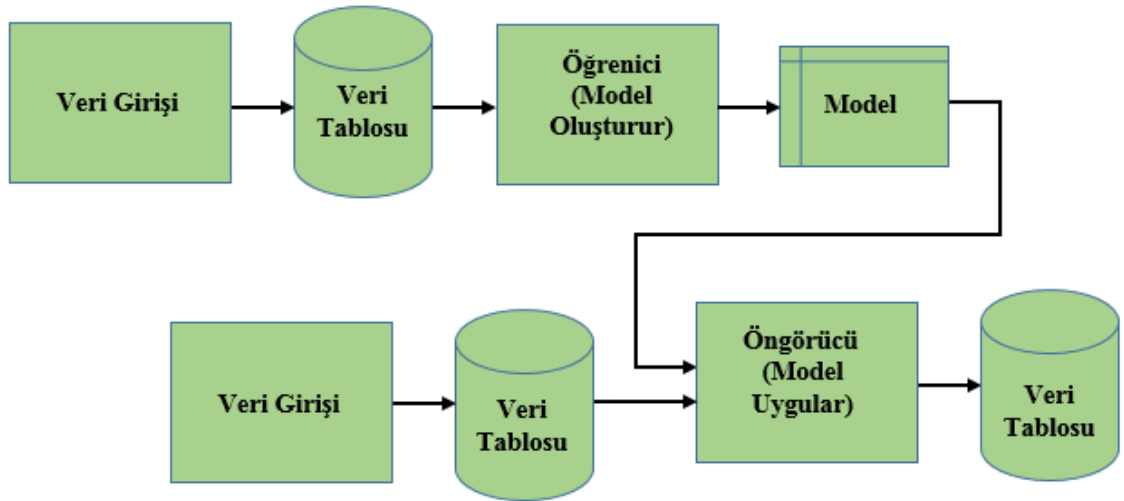 Veri Girişi
Veri
Tablosu
Öğrenici
(Model
Oluşturur)
Model
Veri Girişi
Veri
Tablosu
Öngörücü
(Model
Uygular)
Veri
Tablosu